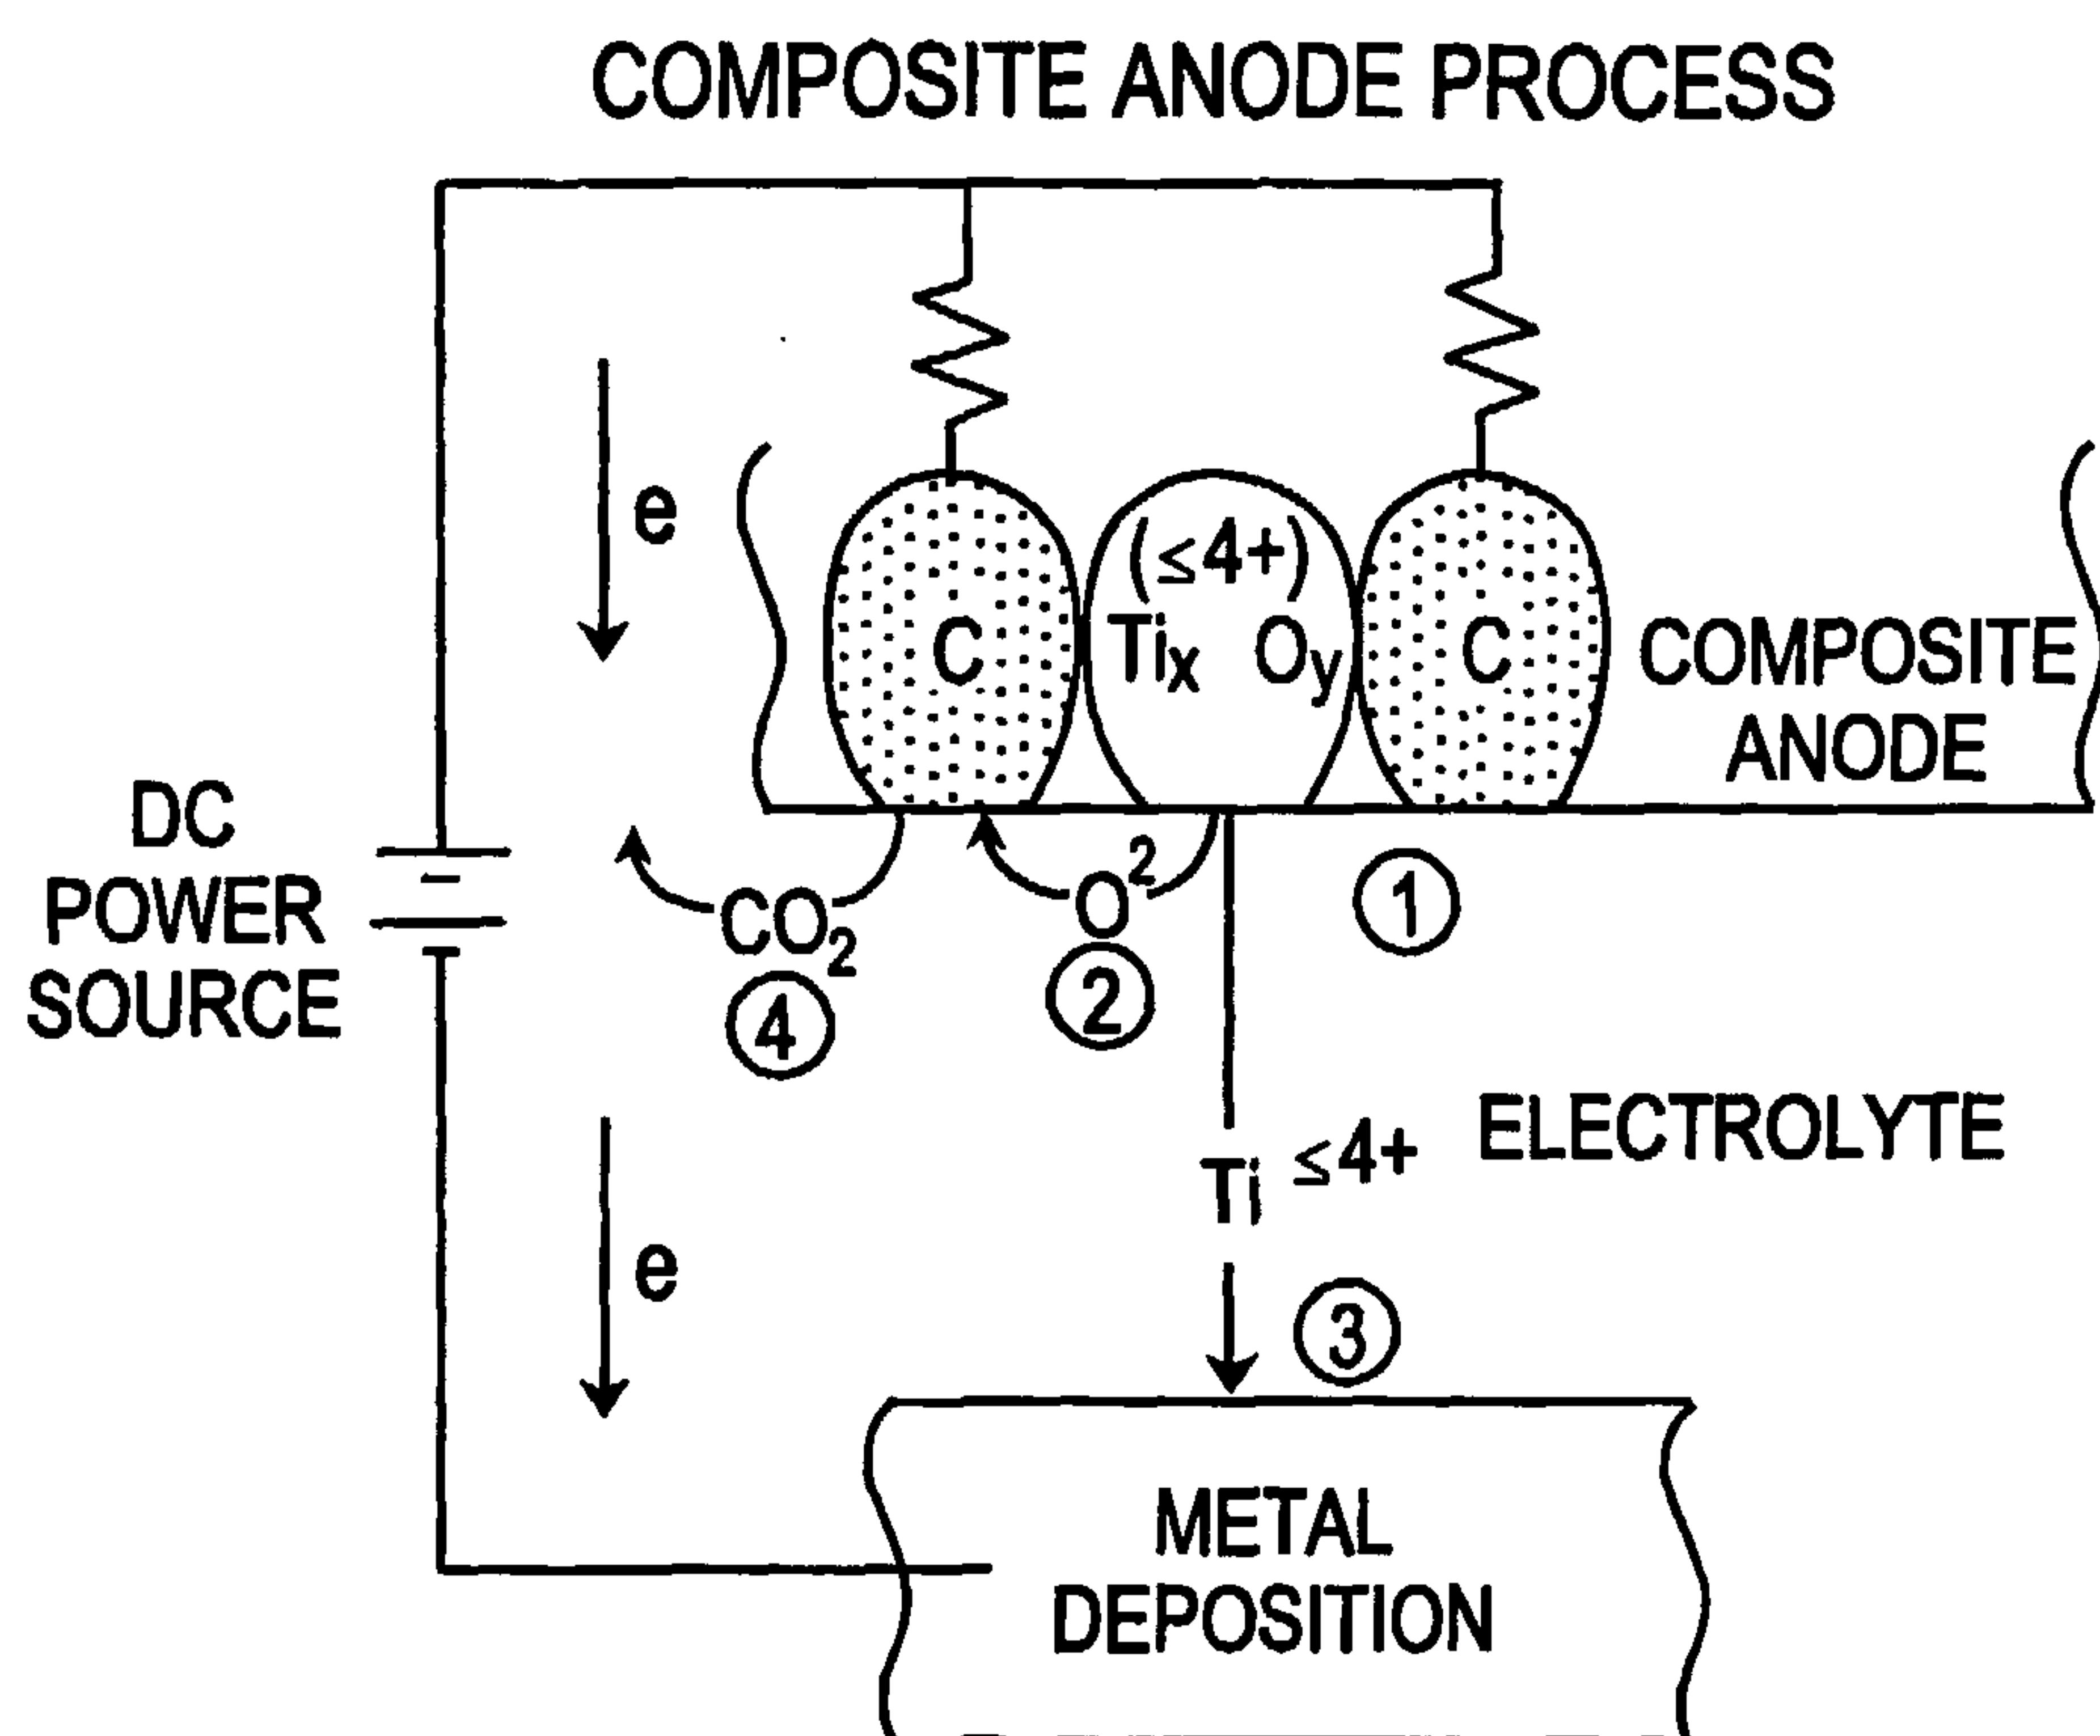 COMPOSITE ANODE PROCESS
e
(≤4+)
C
Tix Oy
C
COMPOSITE
ANODE
DC
POWER
SOURCE
CO2
O2
1
2
4
ELECTROLYTE
Ti ≤4+
e
3
METAL
DEPOSITION